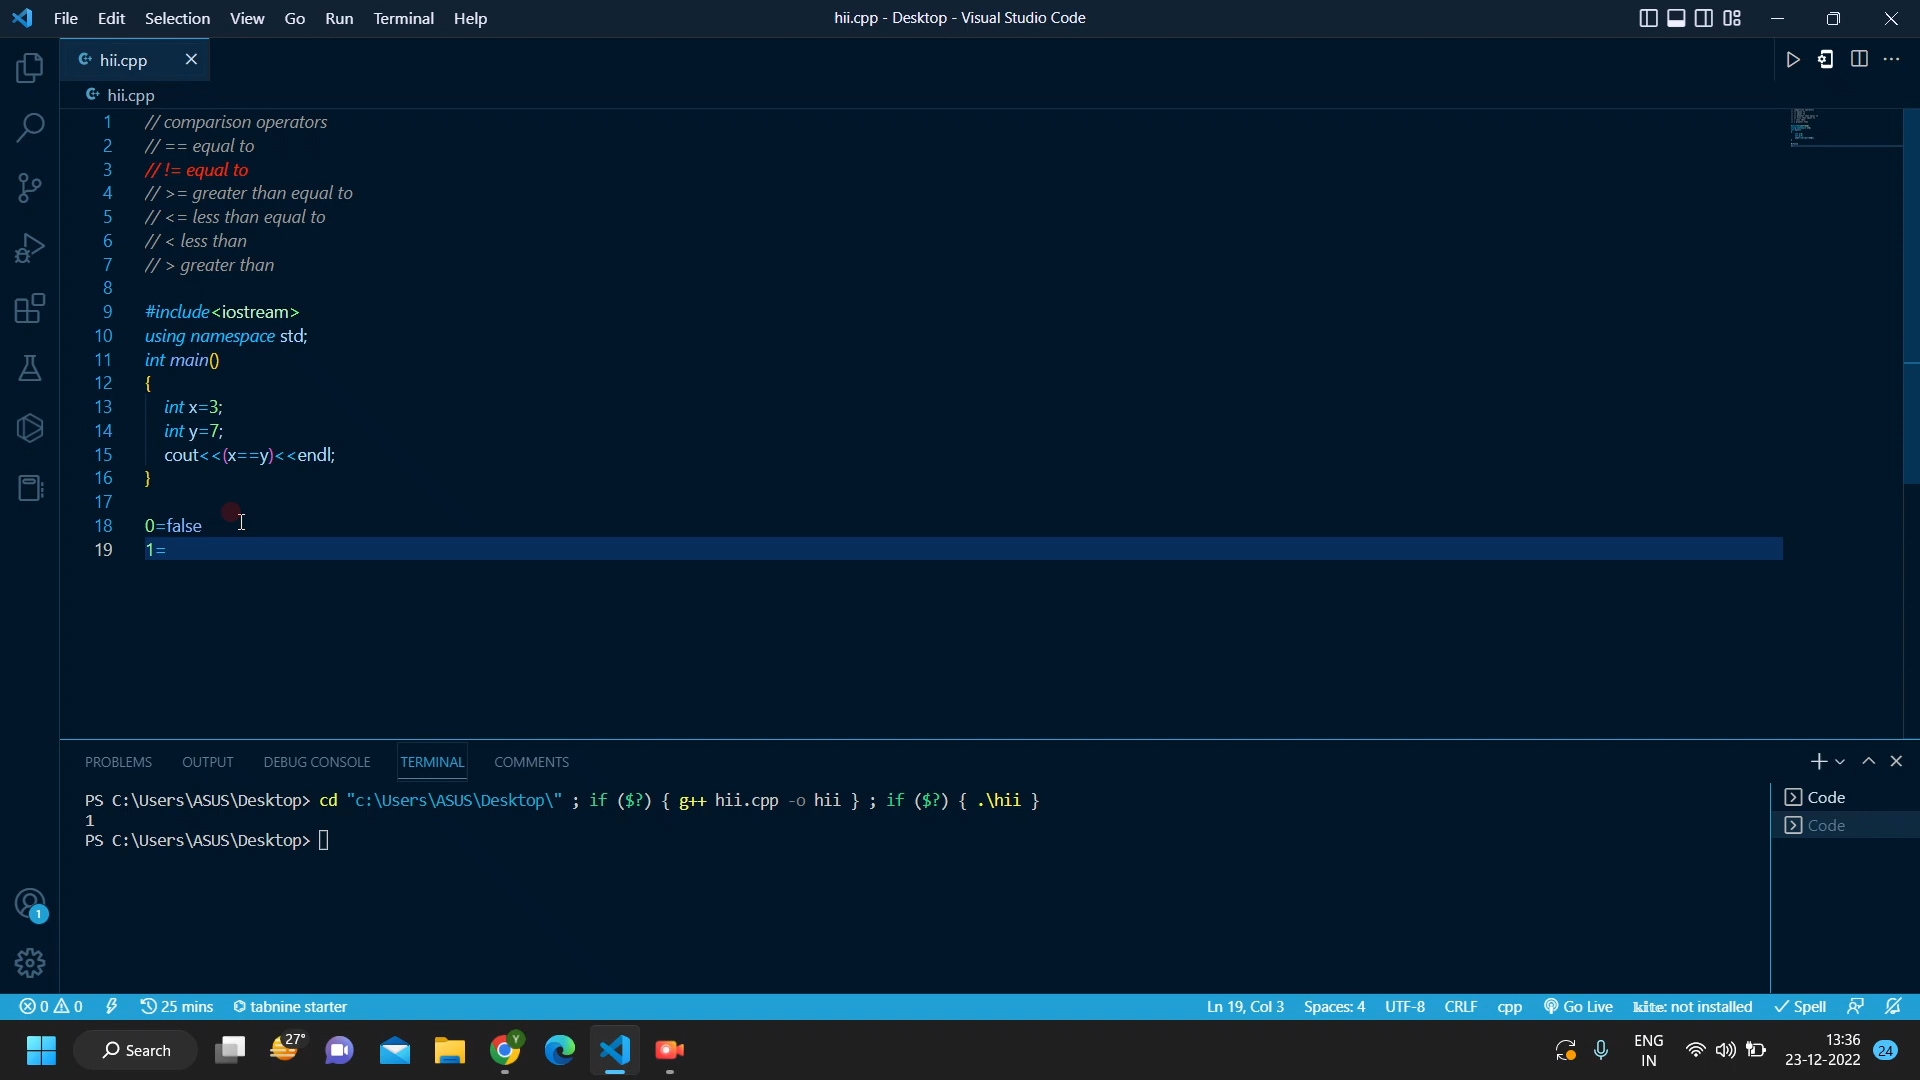 File Edit Selection View Go Run Terminal Help
hii.cpp - Desktop - Visual Studio Code
hii.cpp
hii.cpp
1 // comparison operators
2 // == equal to
3 // != equal to
4 // >= greater than equal to
5 // <= less than equal to
6 // < less than
7 // > greater than
8
9 #include<iostream>
10 using namespace std;
11 int main()
12 {
13 int x=3;
14 int y=7;
15 cout<<(x==y)<<endl;
16 }
17
18 0=false
19 1=
PROBLEMS OUTPUT DEBUG CONSOLE TERMINAL COMMENTS
PS C:\Users\ASUS\Desktop> cd "c:\Users\ASUS\Desktop\" ; if ($?) { g++ hii.cpp -o hii } ; if ($?) { .\hii }
1
PS C:\Users\ASUS\Desktop>
Code
Code
1
0 0 25 mins tabnine starter
Ln 19, Col 3 Spaces: 4 UTF-8 CRLF cpp Go Live kite: not installed Spell
Search
27°
Y
ENG
IN
13:36
23-12-2022
24